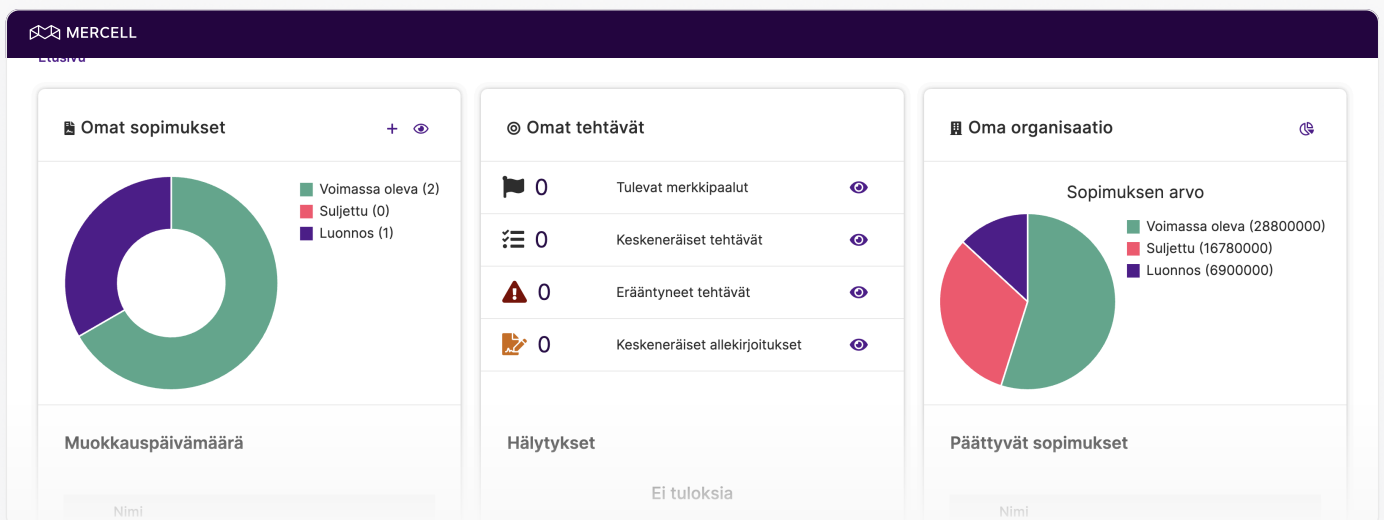 MERCELL
Etusivu
Omat sopimukset
Voimassa oleva (2)
Suljettu (0)
Luonnos (1)
Muokkauspäivämäärä
Nimi
Omat tehtävät
0 Tulevat merkkipaalut
0 Keskeneräiset tehtävät
0 Erääntyneet tehtävät
0 Keskeneräiset allekirjoitukset
Hälytykset
Ei tuloksia
Oma organisaatio
Sopimuksen arvo
Voimassa oleva (28800000)
Suljettu (16780000)
Luonnos (6900000)
Päättyvät sopimukset
Nimi